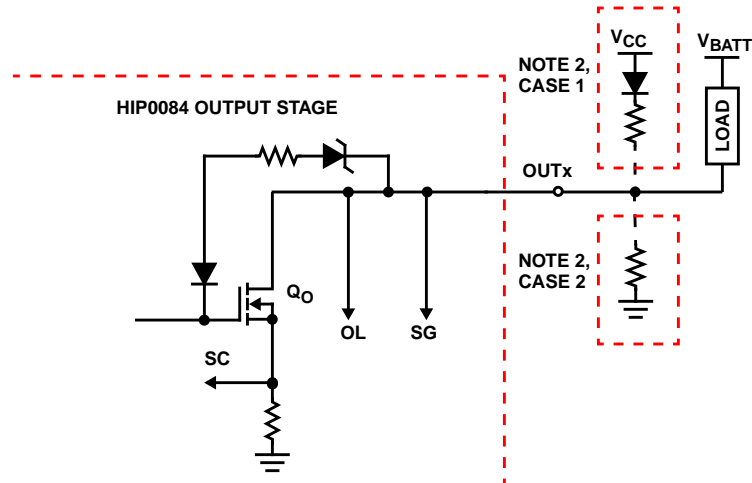 VCC
VBATT
NOTE 2,
CASE 1
HIP0084 OUTPUT STAGE
LOAD
OUTx
NOTE 2,
CASE 2
QO
OL
SG
SC